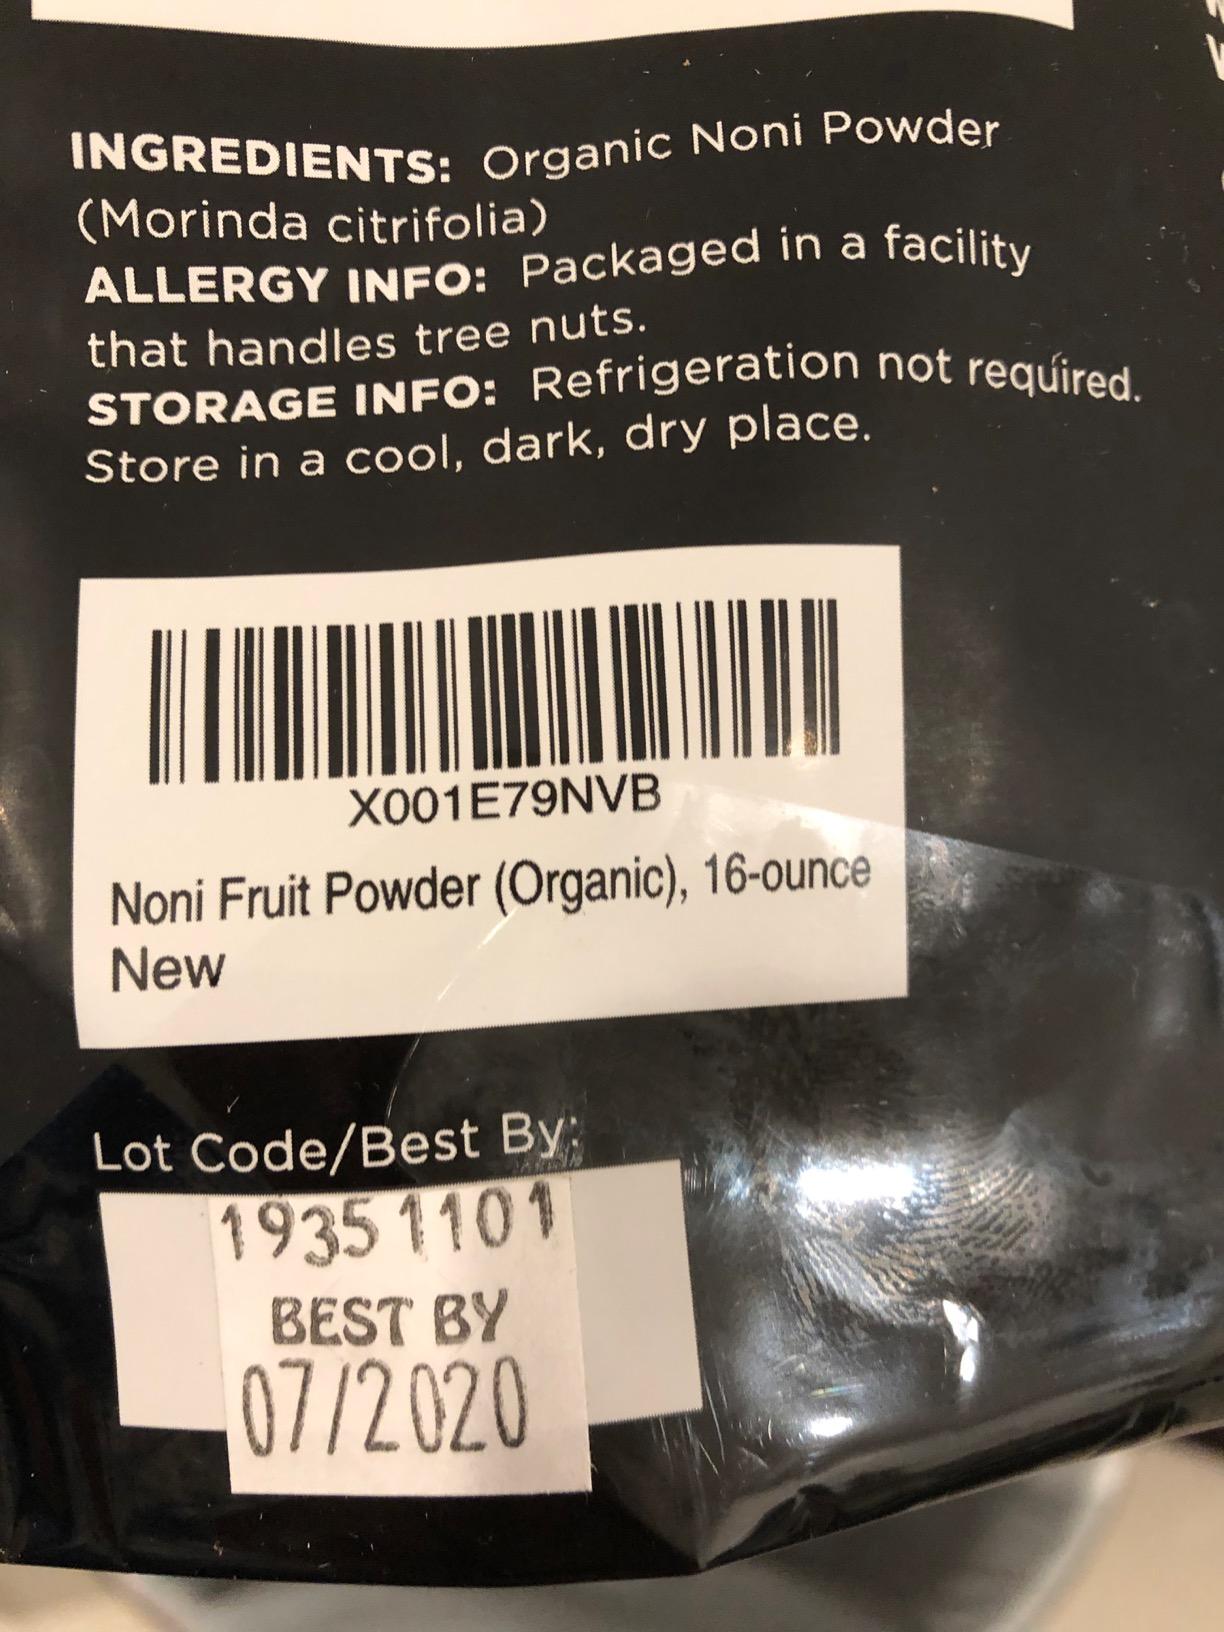 INGREDIENTS: Organic Noni Powder
(Morinda citrifolia)
ALLERGY INFO: Packaged in a facility
that handles tree nuts.
STORAGE INFO: Refrigeration not required.
Store in a cool, dark, dry place.
X001E79NVB
Noni Fruit Powder (Organic), 16-ounce
New
Lot Code/Best By:
19351101
BEST BY
07/2020